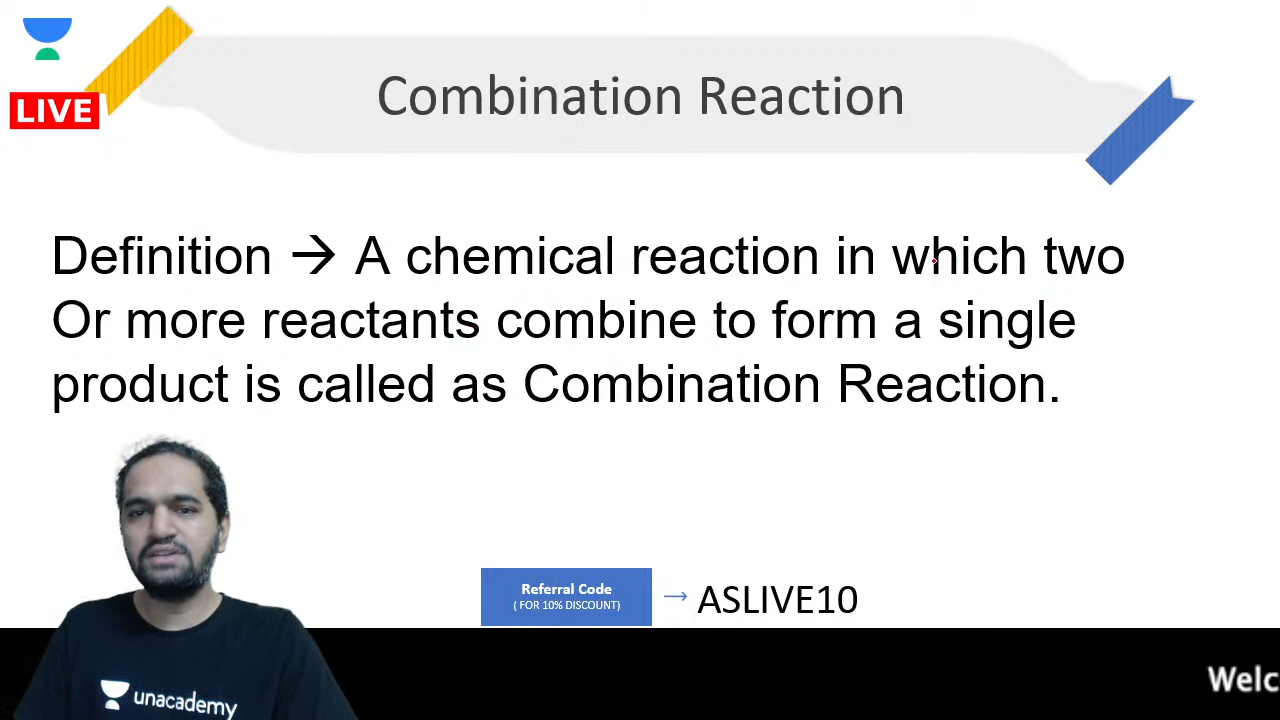 LIVE
Combination Reaction
Definition → A chemical reaction in which two
Or more reactants combine to form a single
product is called as Combination Reaction.
Referral Code
( FOR 10% DISCOUNT)
→ ASLIVE10
unacademy
Welc